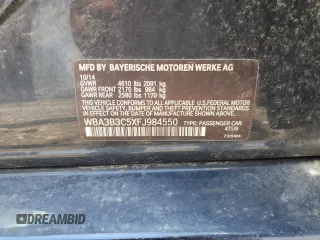 MFD BY BAYERISCHE MOTOREN WERKE AG
10/14
GVWR 4610 lbs 2091 kg
GAWR FRONT 2170 lbs 984 kg
GAWR REAR 2580 lbs 1170 kg
THIS VEHICLE CONFORMS TO ALL APPLICABLE U.S. FEDERAL MOTOR VEHICLE SAFETY, BUMPER, AND THEFT PREVENTION STANDARDS IN EFFECT ON THE DATE OF MANUFACTURE SHOWN ABOVE.
WBA3B3C5XFJ984550 TYPE: PASSENGER CAR
DREAMBID